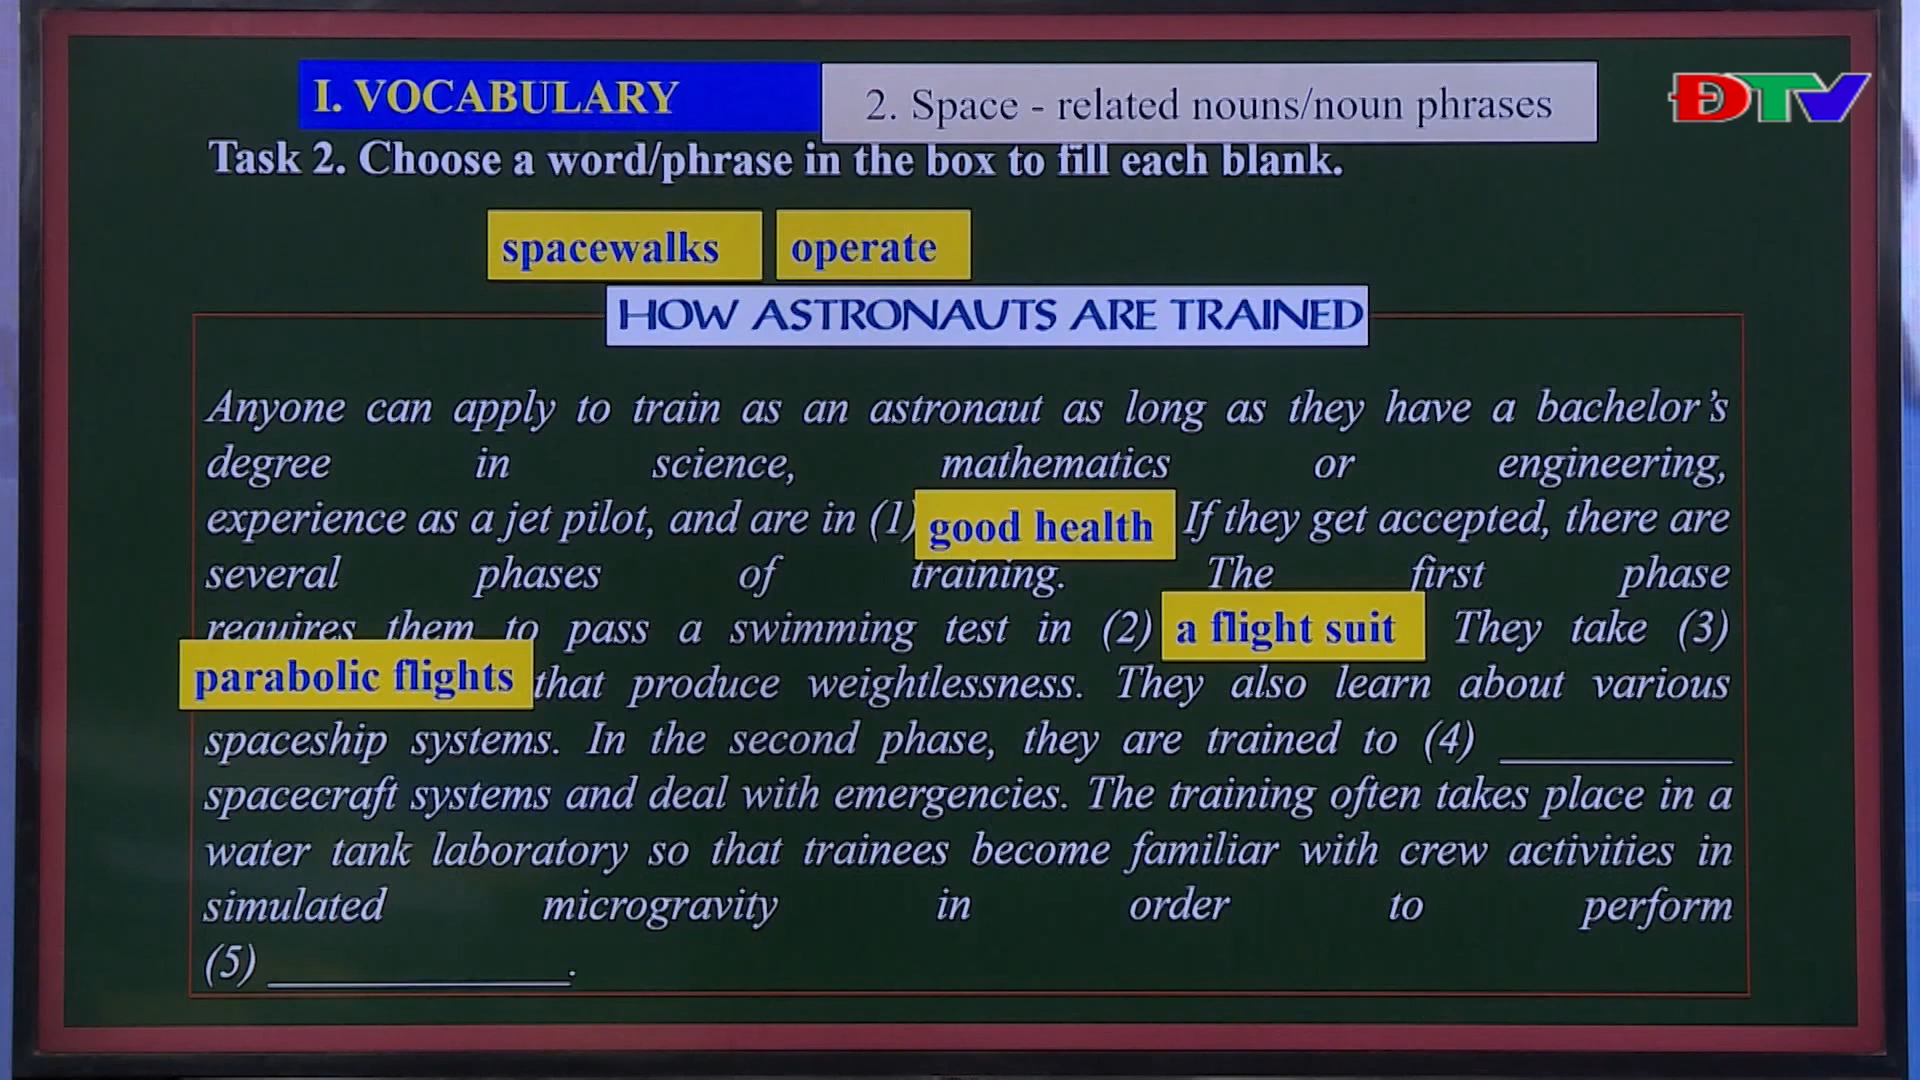 I. VOCABULARY
2. Space - related nouns/noun phrases
ĐTV
Task 2. Choose a word/phrase in the box to fill each blank.
spacewalks operate
HOW ASTRONAUTS ARE TRAINED
Anyone can apply to train as an astronaut as long as they have a bachelor's
degree in science, mathematics or engineering,
experience as a jet pilot, and are in (1) good health If they get accepted, there are
several phases of training. The first phase
requires them to pass a swimming test in (2) a flight suit They take (3)
parabolic flights that produce weightlessness. They also learn about various
spaceship systems. In the second phase, they are trained to (4) ___________
spacecraft systems and deal with emergencies. The training often takes place in a
water tank laboratory so that trainees become familiar with crew activities in
simulated microgravity in order to perform
(5) ______________.